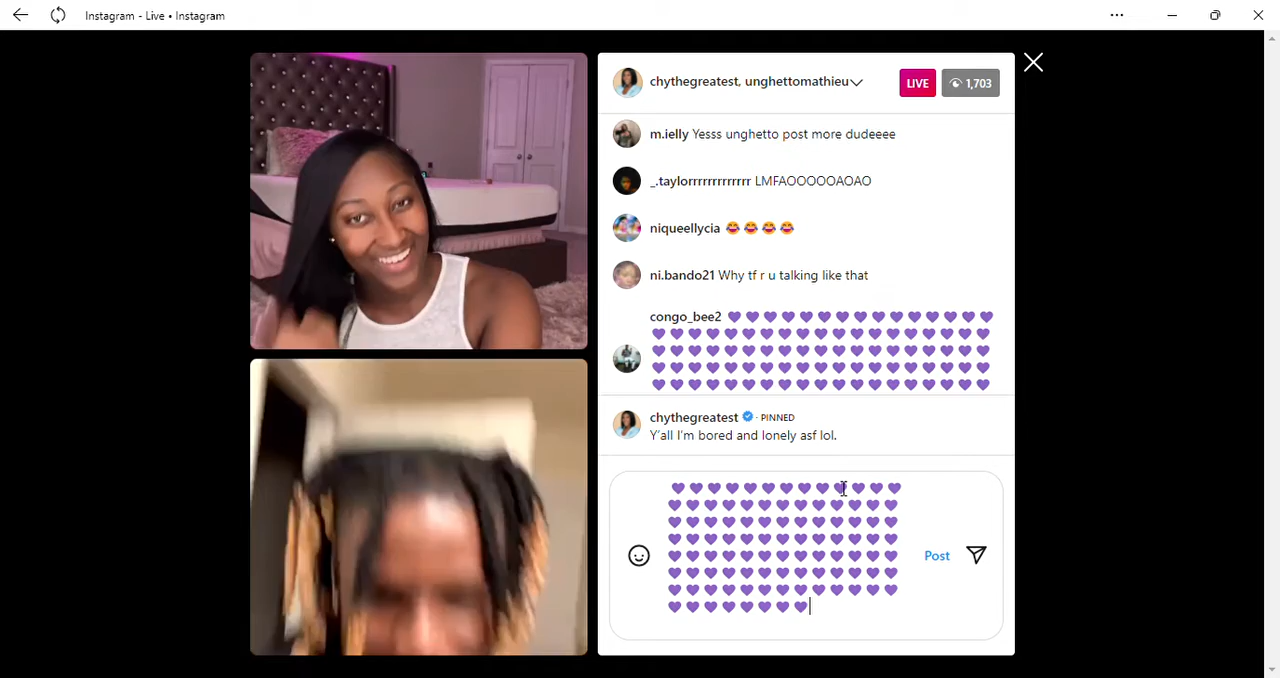 Instagram - Live • Instagram
chythegreatest, unghettomathieu
LIVE
1,703
m.ielly Yesss unghetto post more dudeeee
_.taylorrrrrrrrrrrrr LMFAOOOOOAOAO
niqueellycia 😂😂😂😂
ni.bando21 Why tf r u talking like that
congo_bee2 💜💜💜💜💜💜💜💜💜💜💜💜💜💜💜
💜💜💜💜💜💜💜💜💜💜💜💜💜💜💜💜💜💜💜
💜💜💜💜💜💜💜💜💜💜💜💜💜💜💜💜💜💜💜
💜💜💜💜💜💜💜💜💜💜💜💜💜💜💜💜💜💜💜
💜💜💜💜💜💜💜💜💜💜💜💜💜💜💜💜💜💜💜
chythegreatest · PINNED
Y'all I'm bored and lonely asf lol.
💜💜💜💜💜💜💜💜💜💜💜💜💜
💜💜💜💜💜💜💜💜💜💜💜💜💜
💜💜💜💜💜💜💜💜💜💜💜💜💜
💜💜💜💜💜💜💜💜💜💜💜💜💜
💜💜💜💜💜💜💜💜💜💜💜💜💜
💜💜💜💜💜💜💜💜💜💜💜💜💜
💜💜💜💜💜💜💜💜💜💜💜💜💜
💜💜💜💜💜💜💜💜
Post